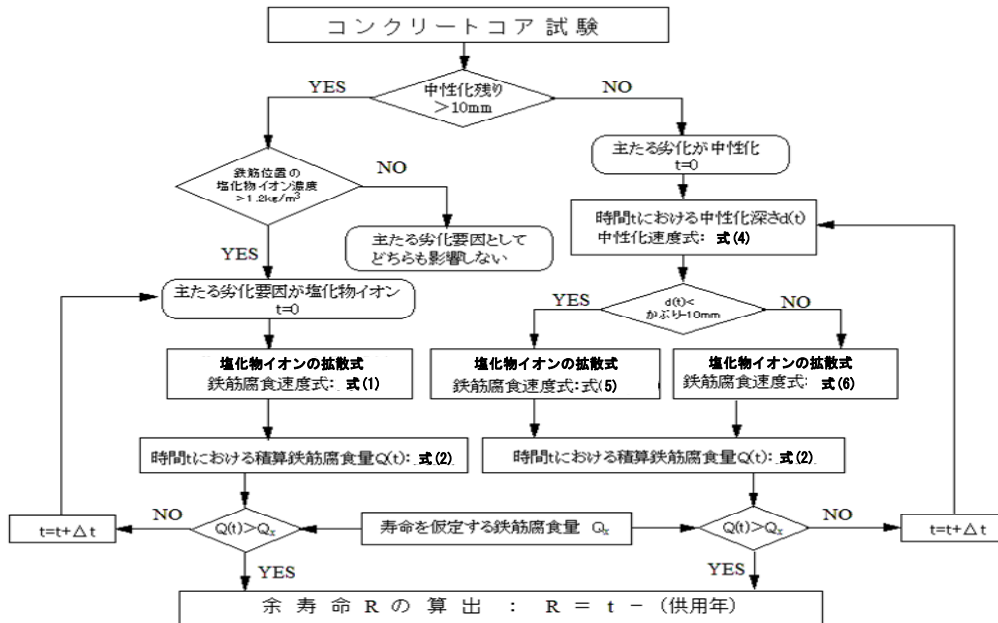 コンクリートコア試験
YES
中性化残り
＞10mm
NO
主たる劣化が中性化
t=0
鉄筋位置の
塩化物イオン濃度
＞1.2kg/m³
NO
時間tにおける中性化深さd(t)
中性化速度式: 式(4)
主たる劣化要因として
どちらも影響しない
YES
主たる劣化要因が塩化物イオン
t=0
YES
d(t)<
かぶり-10mm
NO
塩化物イオンの拡散式
鉄筋腐食速度式: 式(1)
塩化物イオンの拡散式
鉄筋腐食速度式: 式(5)
塩化物イオンの拡散式
鉄筋腐食速度式: 式(6)
時間tにおける積算鉄筋腐食量Q(t): 式(2)
時間tにおける積算鉄筋腐食量Q(t): 式(2)
t=t+△t
NO
Q(t)>Qx
寿命を仮定する鉄筋腐食量 Qx
Q(t)>Qx
NO
t=t+△t
YES
YES
余寿命Rの算出 : R = t - (供用年)